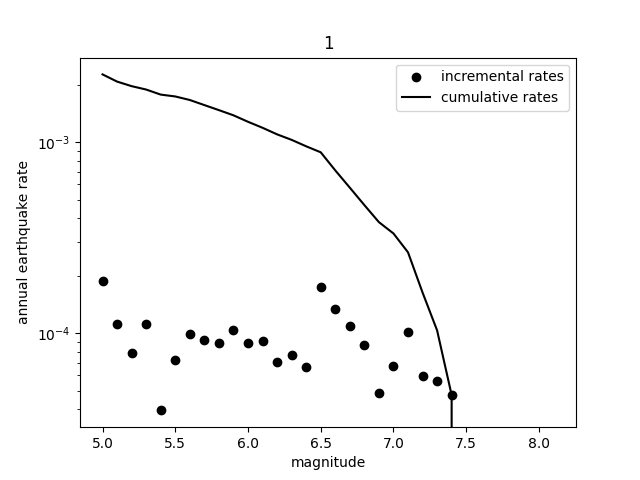 1
incremental rates
cumulative rates
annual earthquake rate
10⁻³
10⁻⁴
5.0 5.5 6.0 6.5 7.0 7.5 8.0
magnitude